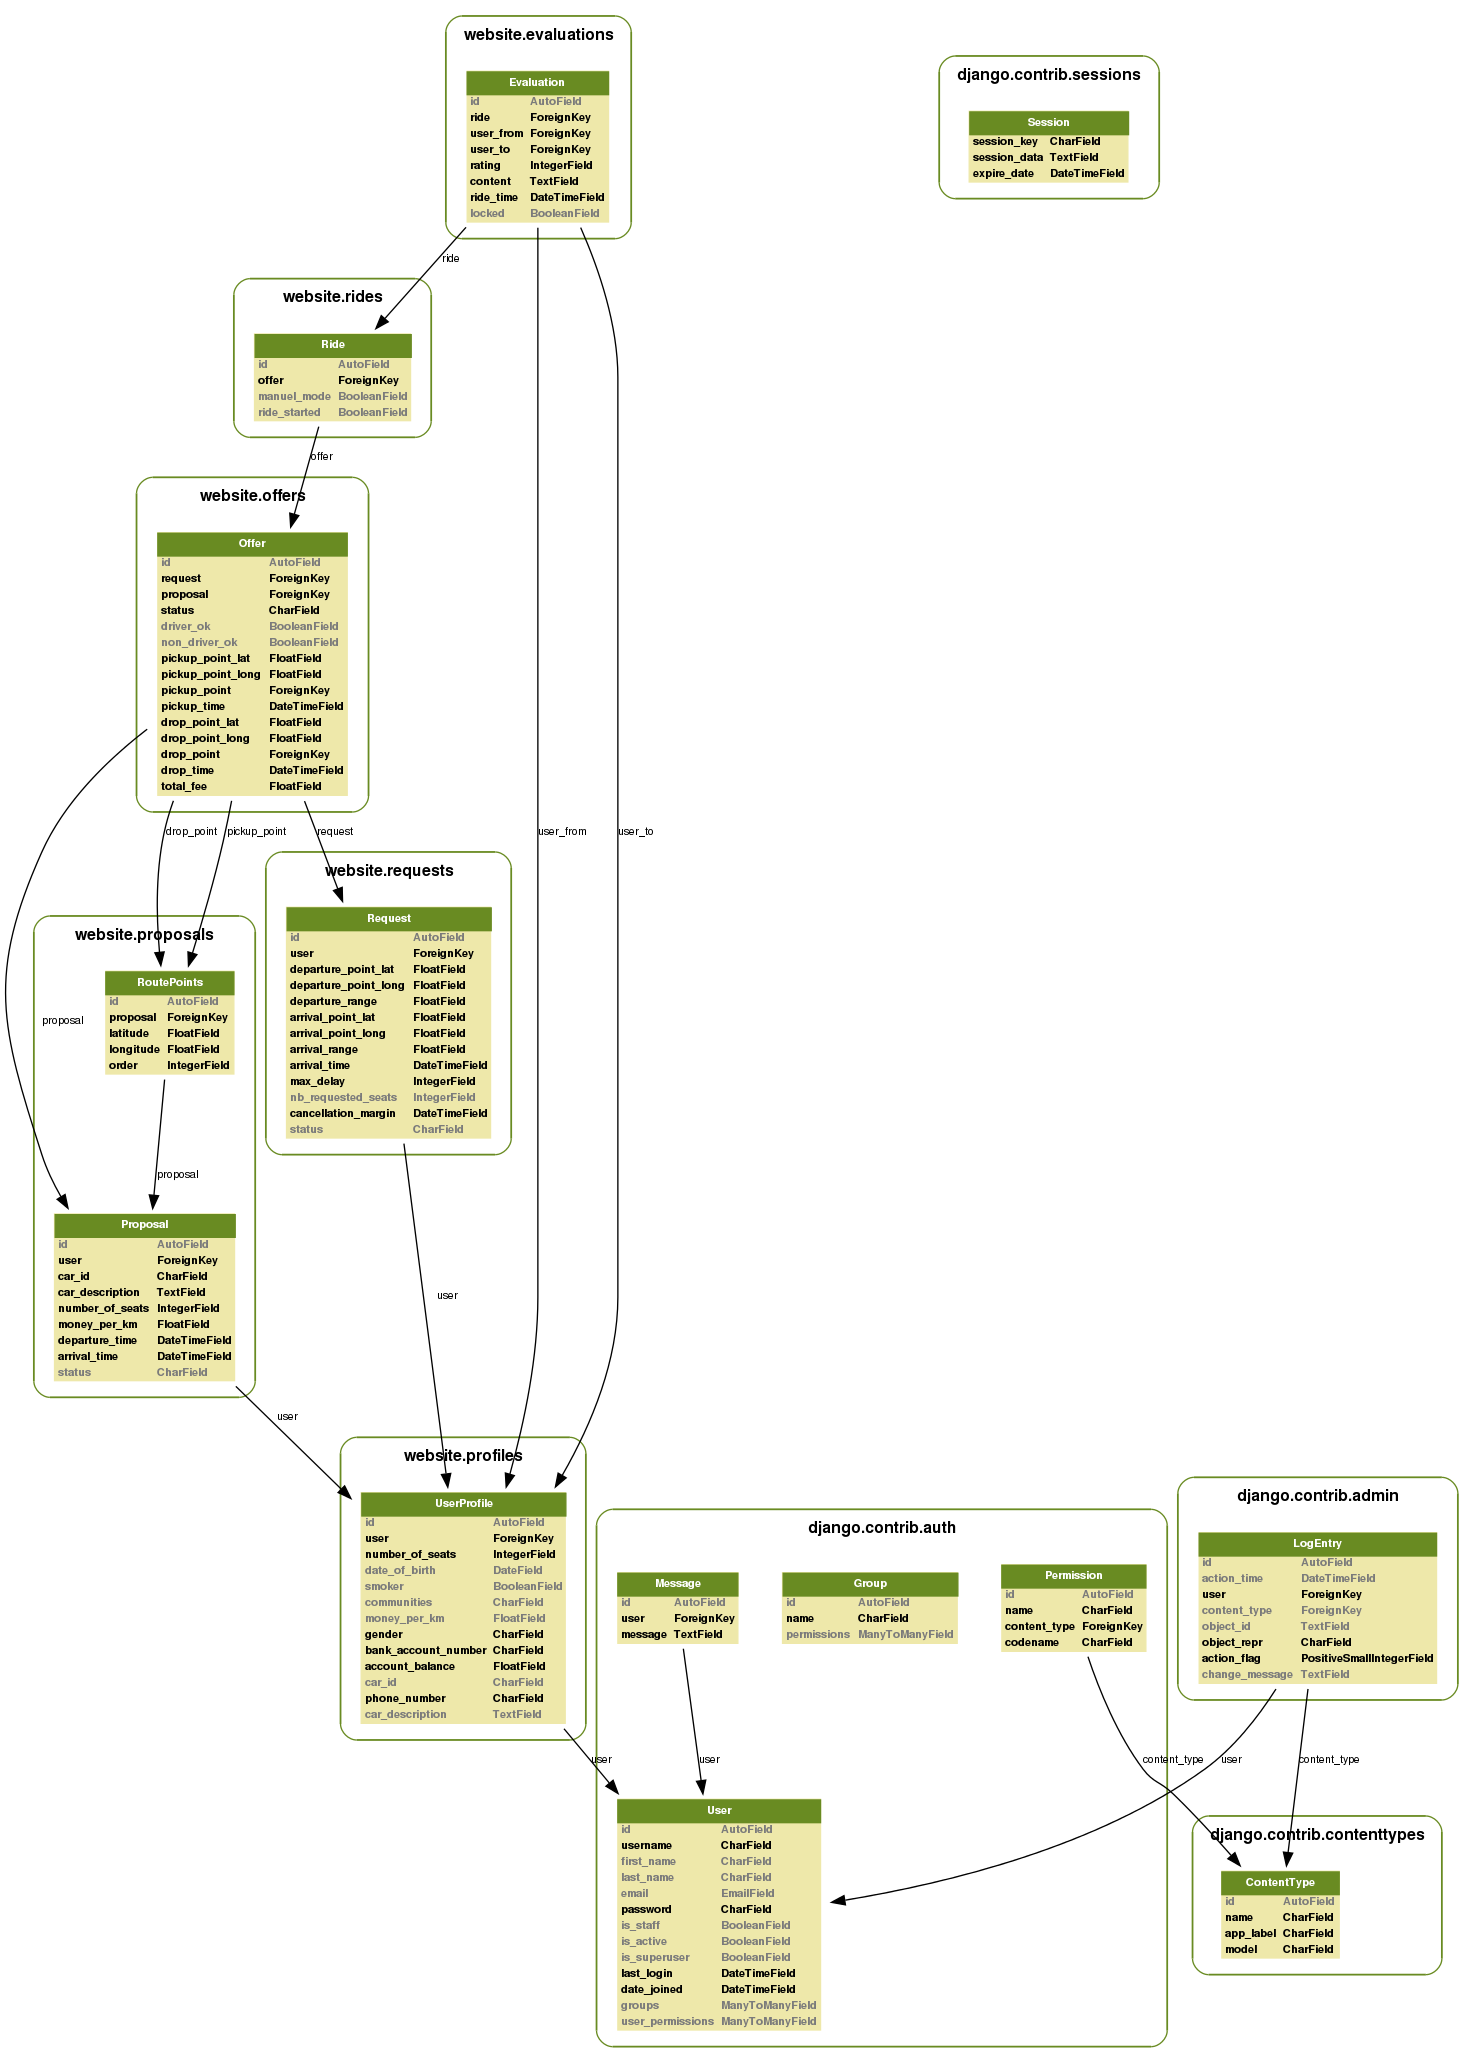 website.evaluations
Evaluation
id AutoField
ride ForeignKey
user_from ForeignKey
user_to ForeignKey
rating IntegerField
content TextField
ride_time DateTimeField
locked BooleanField
django.contrib.sessions
Session
session_key CharField
session_data TextField
expire_date DateTimeField
ride
website.rides
Ride
id AutoField
offer ForeignKey
manuel_mode BooleanField
ride_started BooleanField
offer
website.offers
Offer
id AutoField
request ForeignKey
proposal ForeignKey
status CharField
driver_ok BooleanField
non_driver_ok BooleanField
pickup_point_lat FloatField
pickup_point_long FloatField
pickup_point ForeignKey
pickup_time DateTimeField
drop_point_lat FloatField
drop_point_long FloatField
drop_point ForeignKey
drop_time DateTimeField
total_fee FloatField
drop_point pickup_point request user_from user_to
website.requests
Request
id AutoField
user ForeignKey
departure_point_lat FloatField
departure_point_long FloatField
departure_range FloatField
arrival_point_lat FloatField
arrival_point_long FloatField
arrival_range FloatField
arrival_time DateTimeField
max_delay IntegerField
nb_requested_seats IntegerField
cancellation_margin DateTimeField
status CharField
website.proposals
RoutePoints
id AutoField
proposal ForeignKey
latitude FloatField
longitude FloatField
order IntegerField
proposal
proposal
Proposal
id AutoField
user ForeignKey
car_id CharField
car_description TextField
number_of_seats IntegerField
money_per_km FloatField
departure_time DateTimeField
arrival_time DateTimeField
status CharField
user
user
website.profiles
UserProfile
id AutoField
user ForeignKey
number_of_seats IntegerField
date_of_birth DateField
smoker BooleanField
communities CharField
money_per_km FloatField
gender CharField
bank_account_number CharField
account_balance FloatField
car_id CharField
phone_number CharField
car_description TextField
django.contrib.auth
Message
id AutoField
user ForeignKey
message TextField
Group
id AutoField
name CharField
permissions ManyToManyField
Permission
id AutoField
name CharField
content_type ForeignKey
codename CharField
django.contrib.admin
LogEntry
id AutoField
action_time DateTimeField
user ForeignKey
content_type ForeignKey
object_id TextField
object_repr CharField
action_flag PositiveSmallIntegerField
change_message TextField
user user content_type user content_type
User
id AutoField
username CharField
first_name CharField
last_name CharField
email EmailField
password CharField
is_staff BooleanField
is_active BooleanField
is_superuser BooleanField
last_login DateTimeField
date_joined DateTimeField
groups ManyToManyField
user_permissions ManyToManyField
django.contrib.contenttypes
ContentType
id AutoField
name CharField
app_label CharField
model CharField